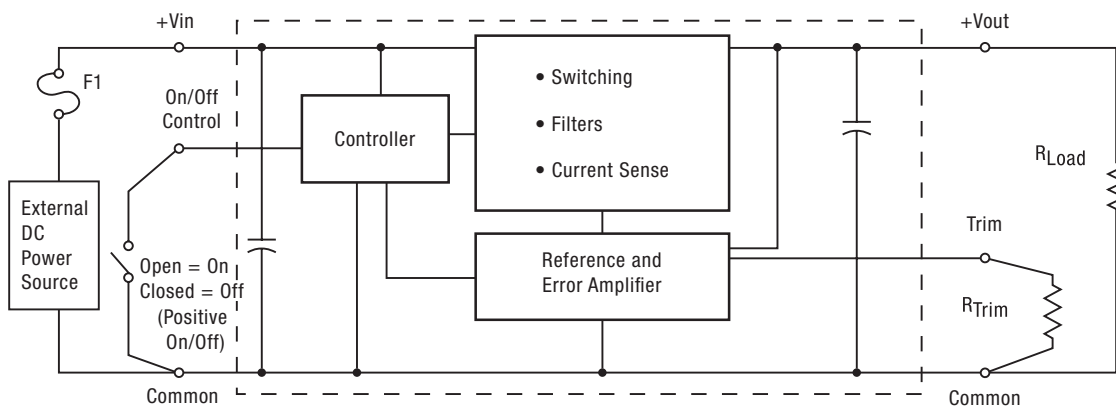 +Vin
+Vout
F1
On/Off
Control
Controller
• Switching
• Filters
• Current Sense
RLoad
External
DC
Power
Source
Open = On
Closed = Off
(Positive
On/Off)
Reference and
Error Amplifier
Trim
RTrim
Common
Common